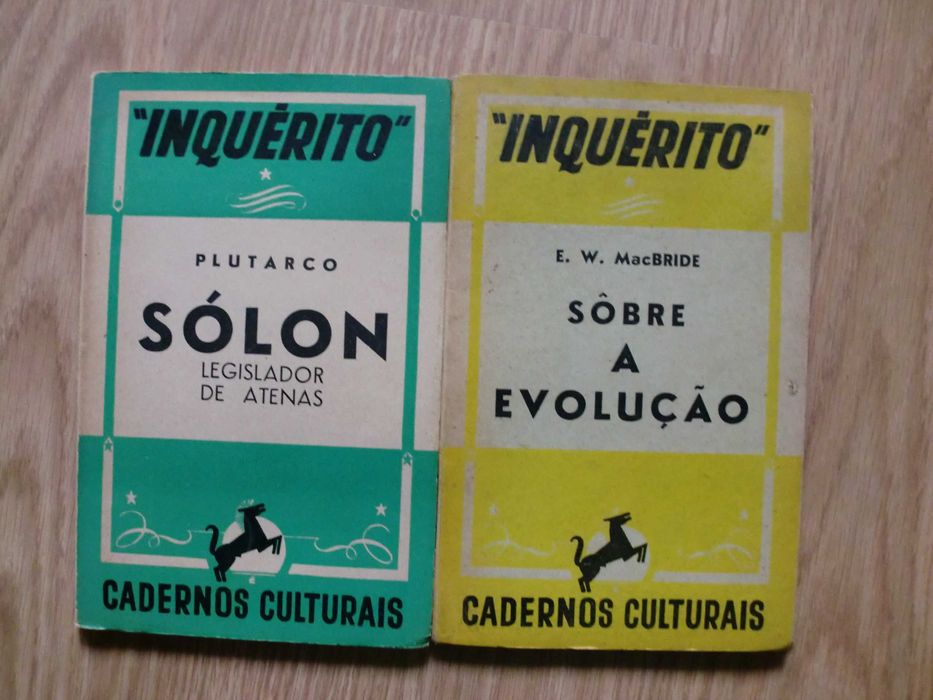 "INQUÉRITO"
PLUTARCO
SÓLON
LEGISLADOR
DE ATENAS
CADERNOS CULTURAIS
"INQUÉRITO"
E. W. MacBRIDE
SÔBRE
A
EVOLUÇÃO
CADERNOS CULTURAIS